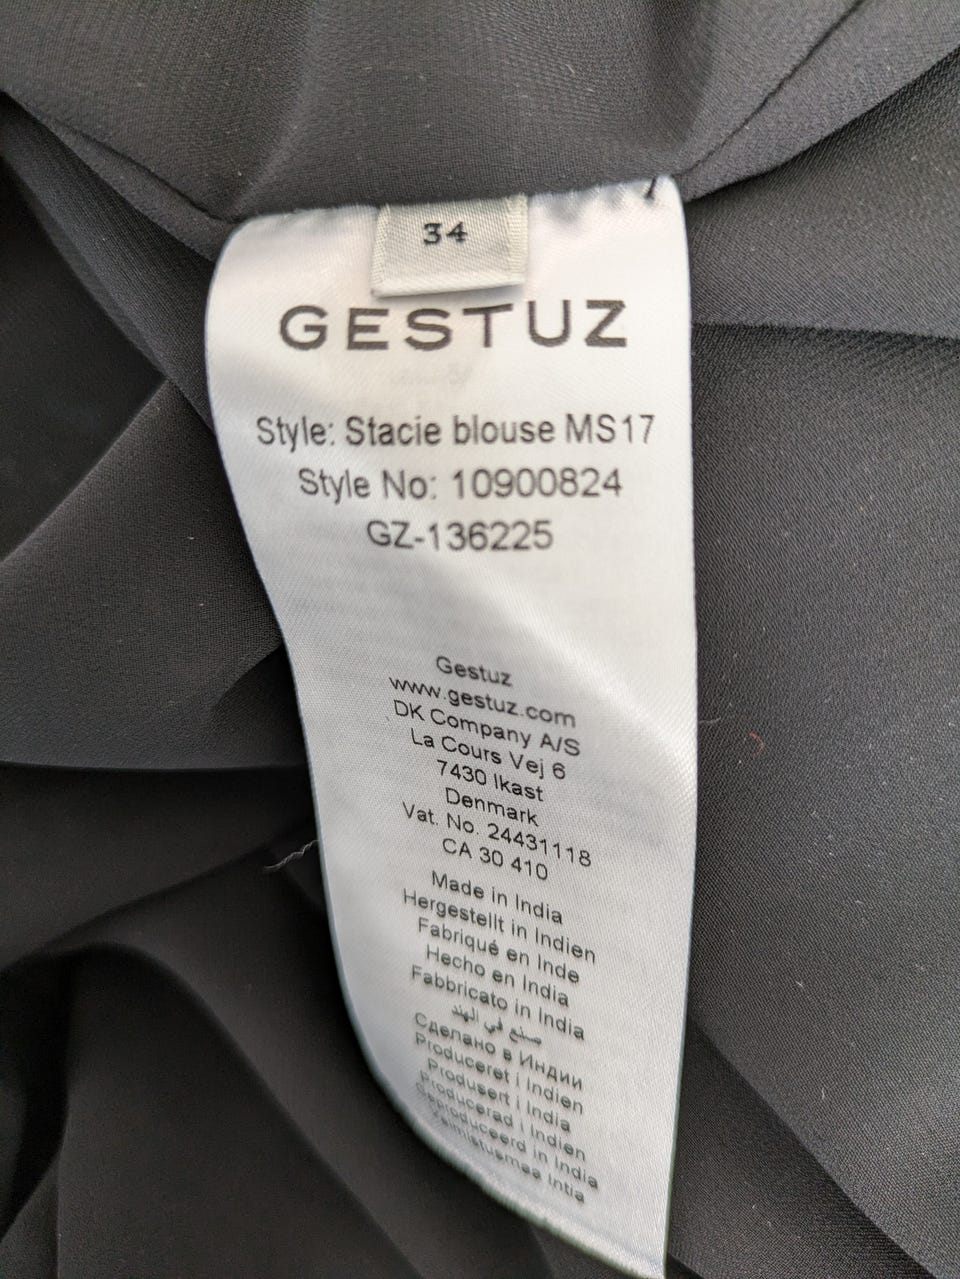 34
GESTUZ
Style: Stacie blouse MS17
Style No: 10900824
GZ-136225
Gestuz
www.gestuz.com
DK Company A/S
La Cours Vej 6
7430 Ikast
Denmark
Vat. No. 24431118
CA 30 410
Made in India
Hergestellt in Indien
Fabriqué en Inde
Hecho en India
Fabbricato in India
صنع في الهند
Сделано в Индии
Produceret i Indien
Produsert i India
Producerad i Indien
Geproduceerd in India
Valmistusmaa Intia